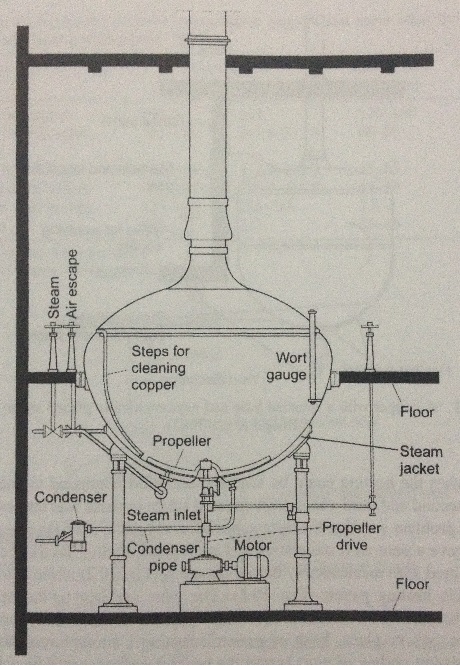 Steam
Air escape
Steps for
cleaning
copper
Wort
gauge
Floor
Propeller
Steam
jacket
Condenser
Steam inlet
Propeller
drive
Condenser
pipe
Motor
Floor